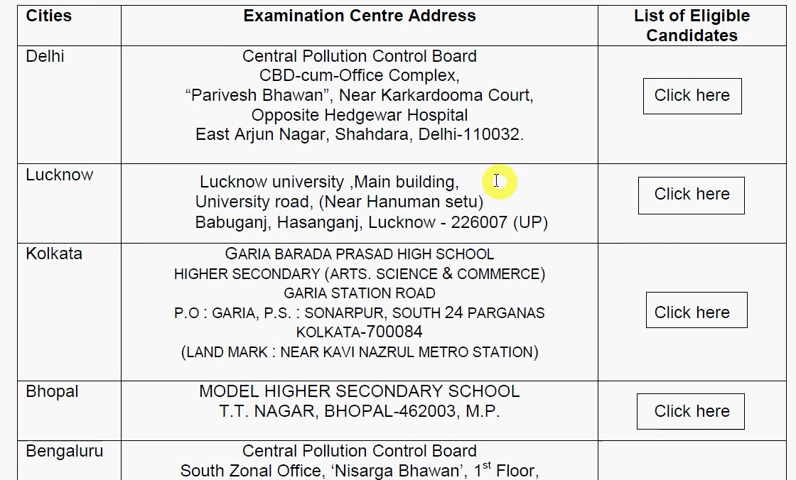 Cities Examination Centre Address List of Eligible
Candidates
Delhi Central Pollution Control Board
CBD-cum-Office Complex,
“Parivesh Bhawan”, Near Karkardooma Court,
Opposite Hedgewar Hospital
East Arjun Nagar, Shahdara, Delhi-110032.
Click here
Lucknow Lucknow university ,Main building,
University road, (Near Hanuman setu)
Babuganj, Hasanganj, Lucknow - 226007 (UP)
Click here
Kolkata GARIA BARADA PRASAD HIGH SCHOOL
HIGHER SECONDARY (ARTS. SCIENCE & COMMERCE)
GARIA STATION ROAD
P.O : GARIA, P.S. : SONARPUR, SOUTH 24 PARGANAS
KOLKATA-700084
(LAND MARK : NEAR KAVI NAZRUL METRO STATION)
Click here
Bhopal MODEL HIGHER SECONDARY SCHOOL
T.T. NAGAR, BHOPAL-462003, M.P.
Click here
Bengaluru Central Pollution Control Board
South Zonal Office, ‘Nisarga Bhawan’, 1st Floor,